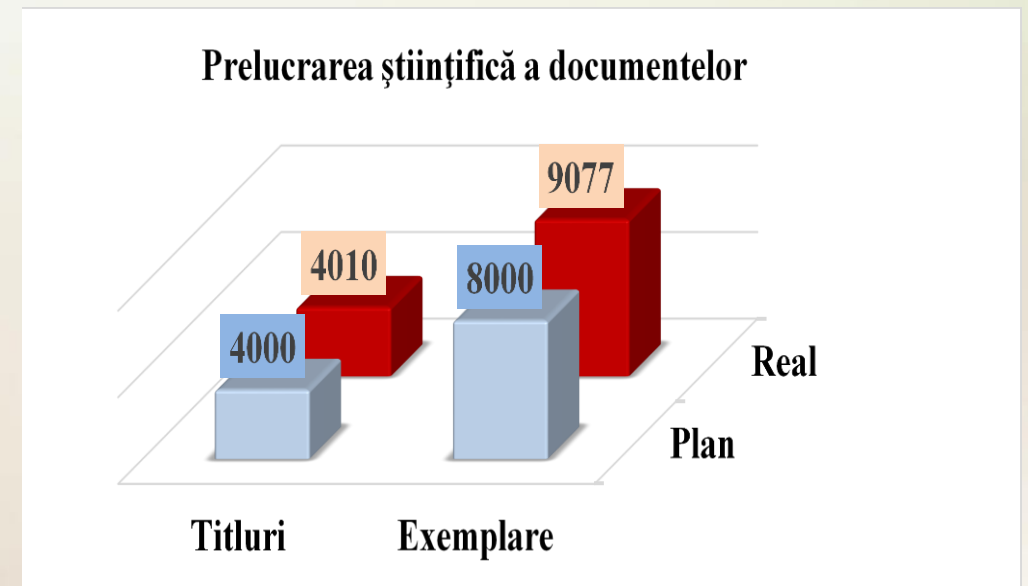 Prelucrarea ştiinţifică a documentelor
9077
4010
8000
4000
Real
Plan
Titluri
Exemplare